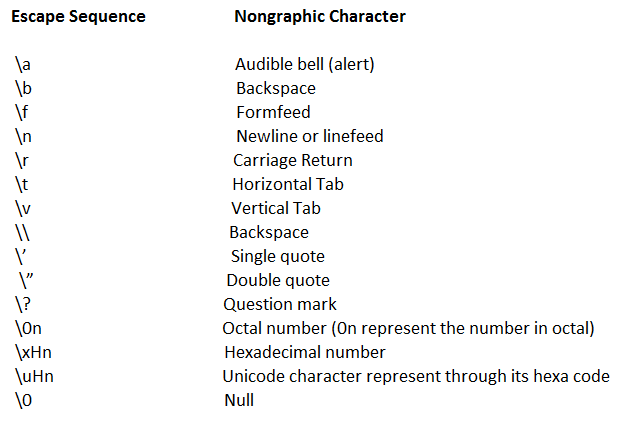 Escape Sequence Nongraphic Character
\a Audible bell (alert)
\b Backspace
\f Formfeed
\n Newline or linefeed
\r Carriage Return
\t Horizontal Tab
\v Vertical Tab
\\ Backspace
\’ Single quote
\” Double quote
\? Question mark
\0n Octal number (0n represent the number in octal)
\xHn Hexadecimal number
\uHn Unicode character represent through its hexa code
\0 Null